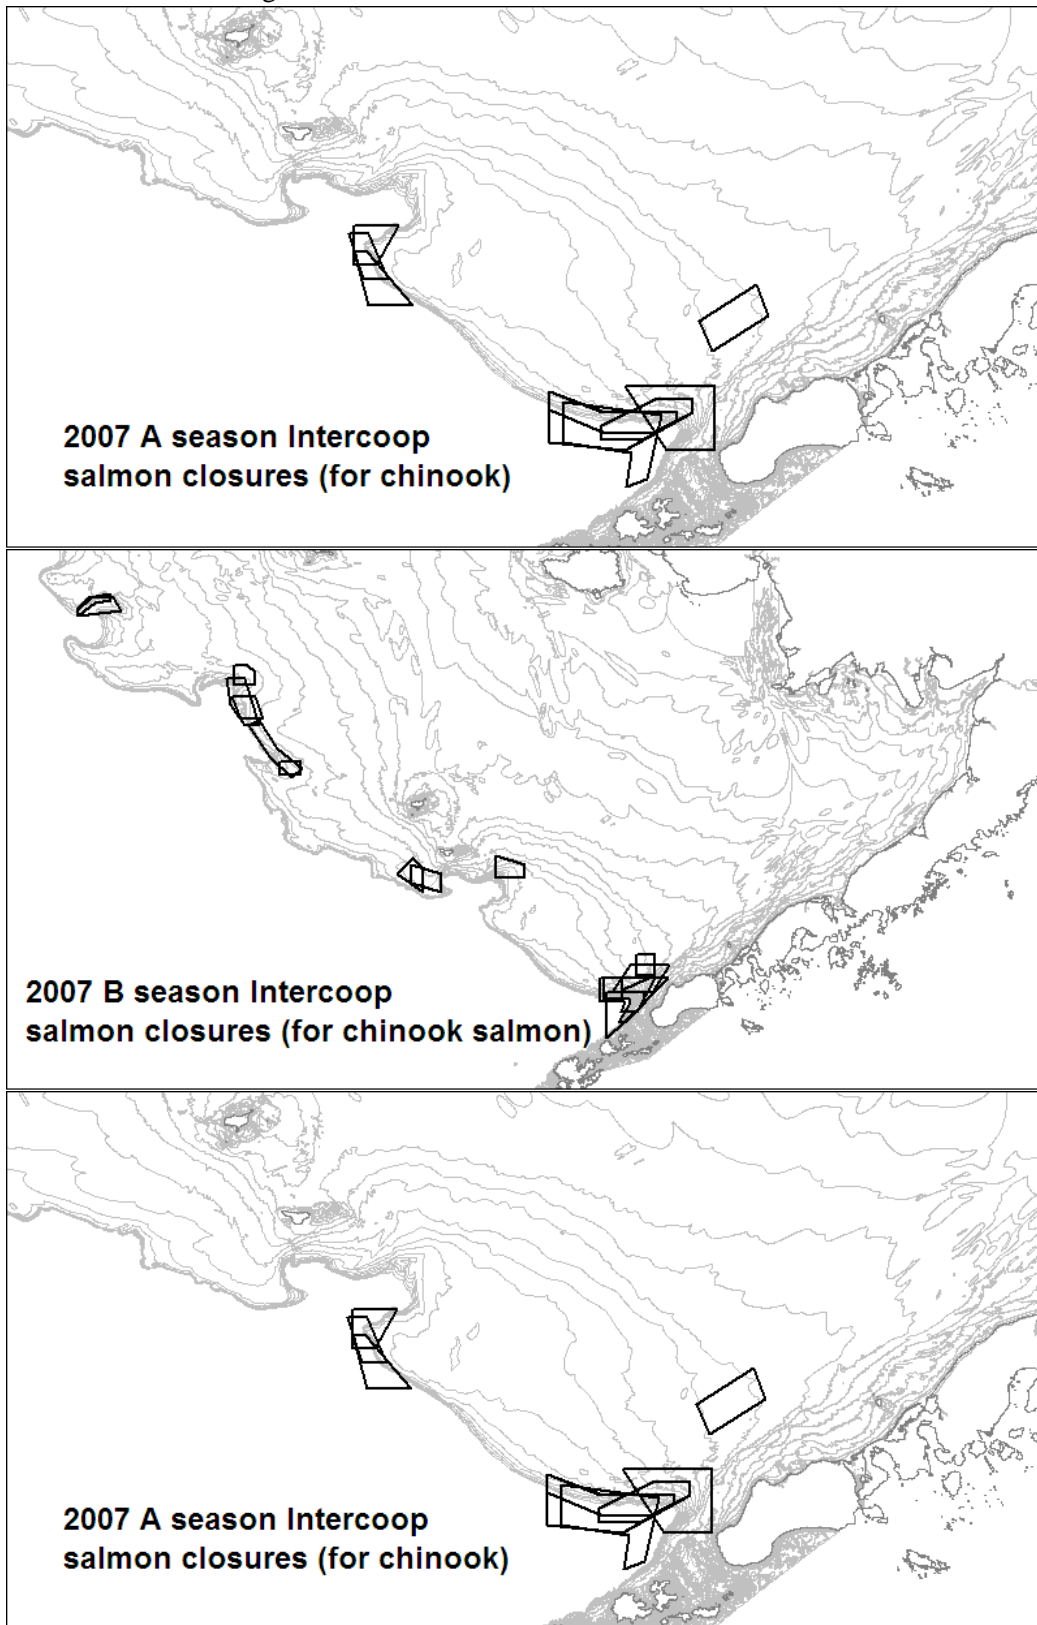 2007 A season Intercoop
salmon closures (for chinook)
2007 B season Intercoop
salmon closures (for chinook salmon)
2007 A season Intercoop
salmon closures (for chinook)